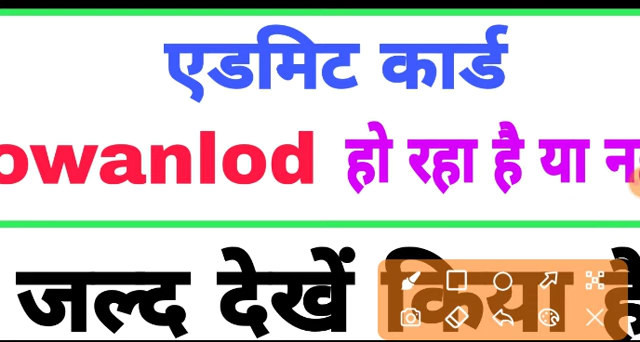 एडमिट कार्ड
owanlod हो रहा है या न
जल्द देखें किया है